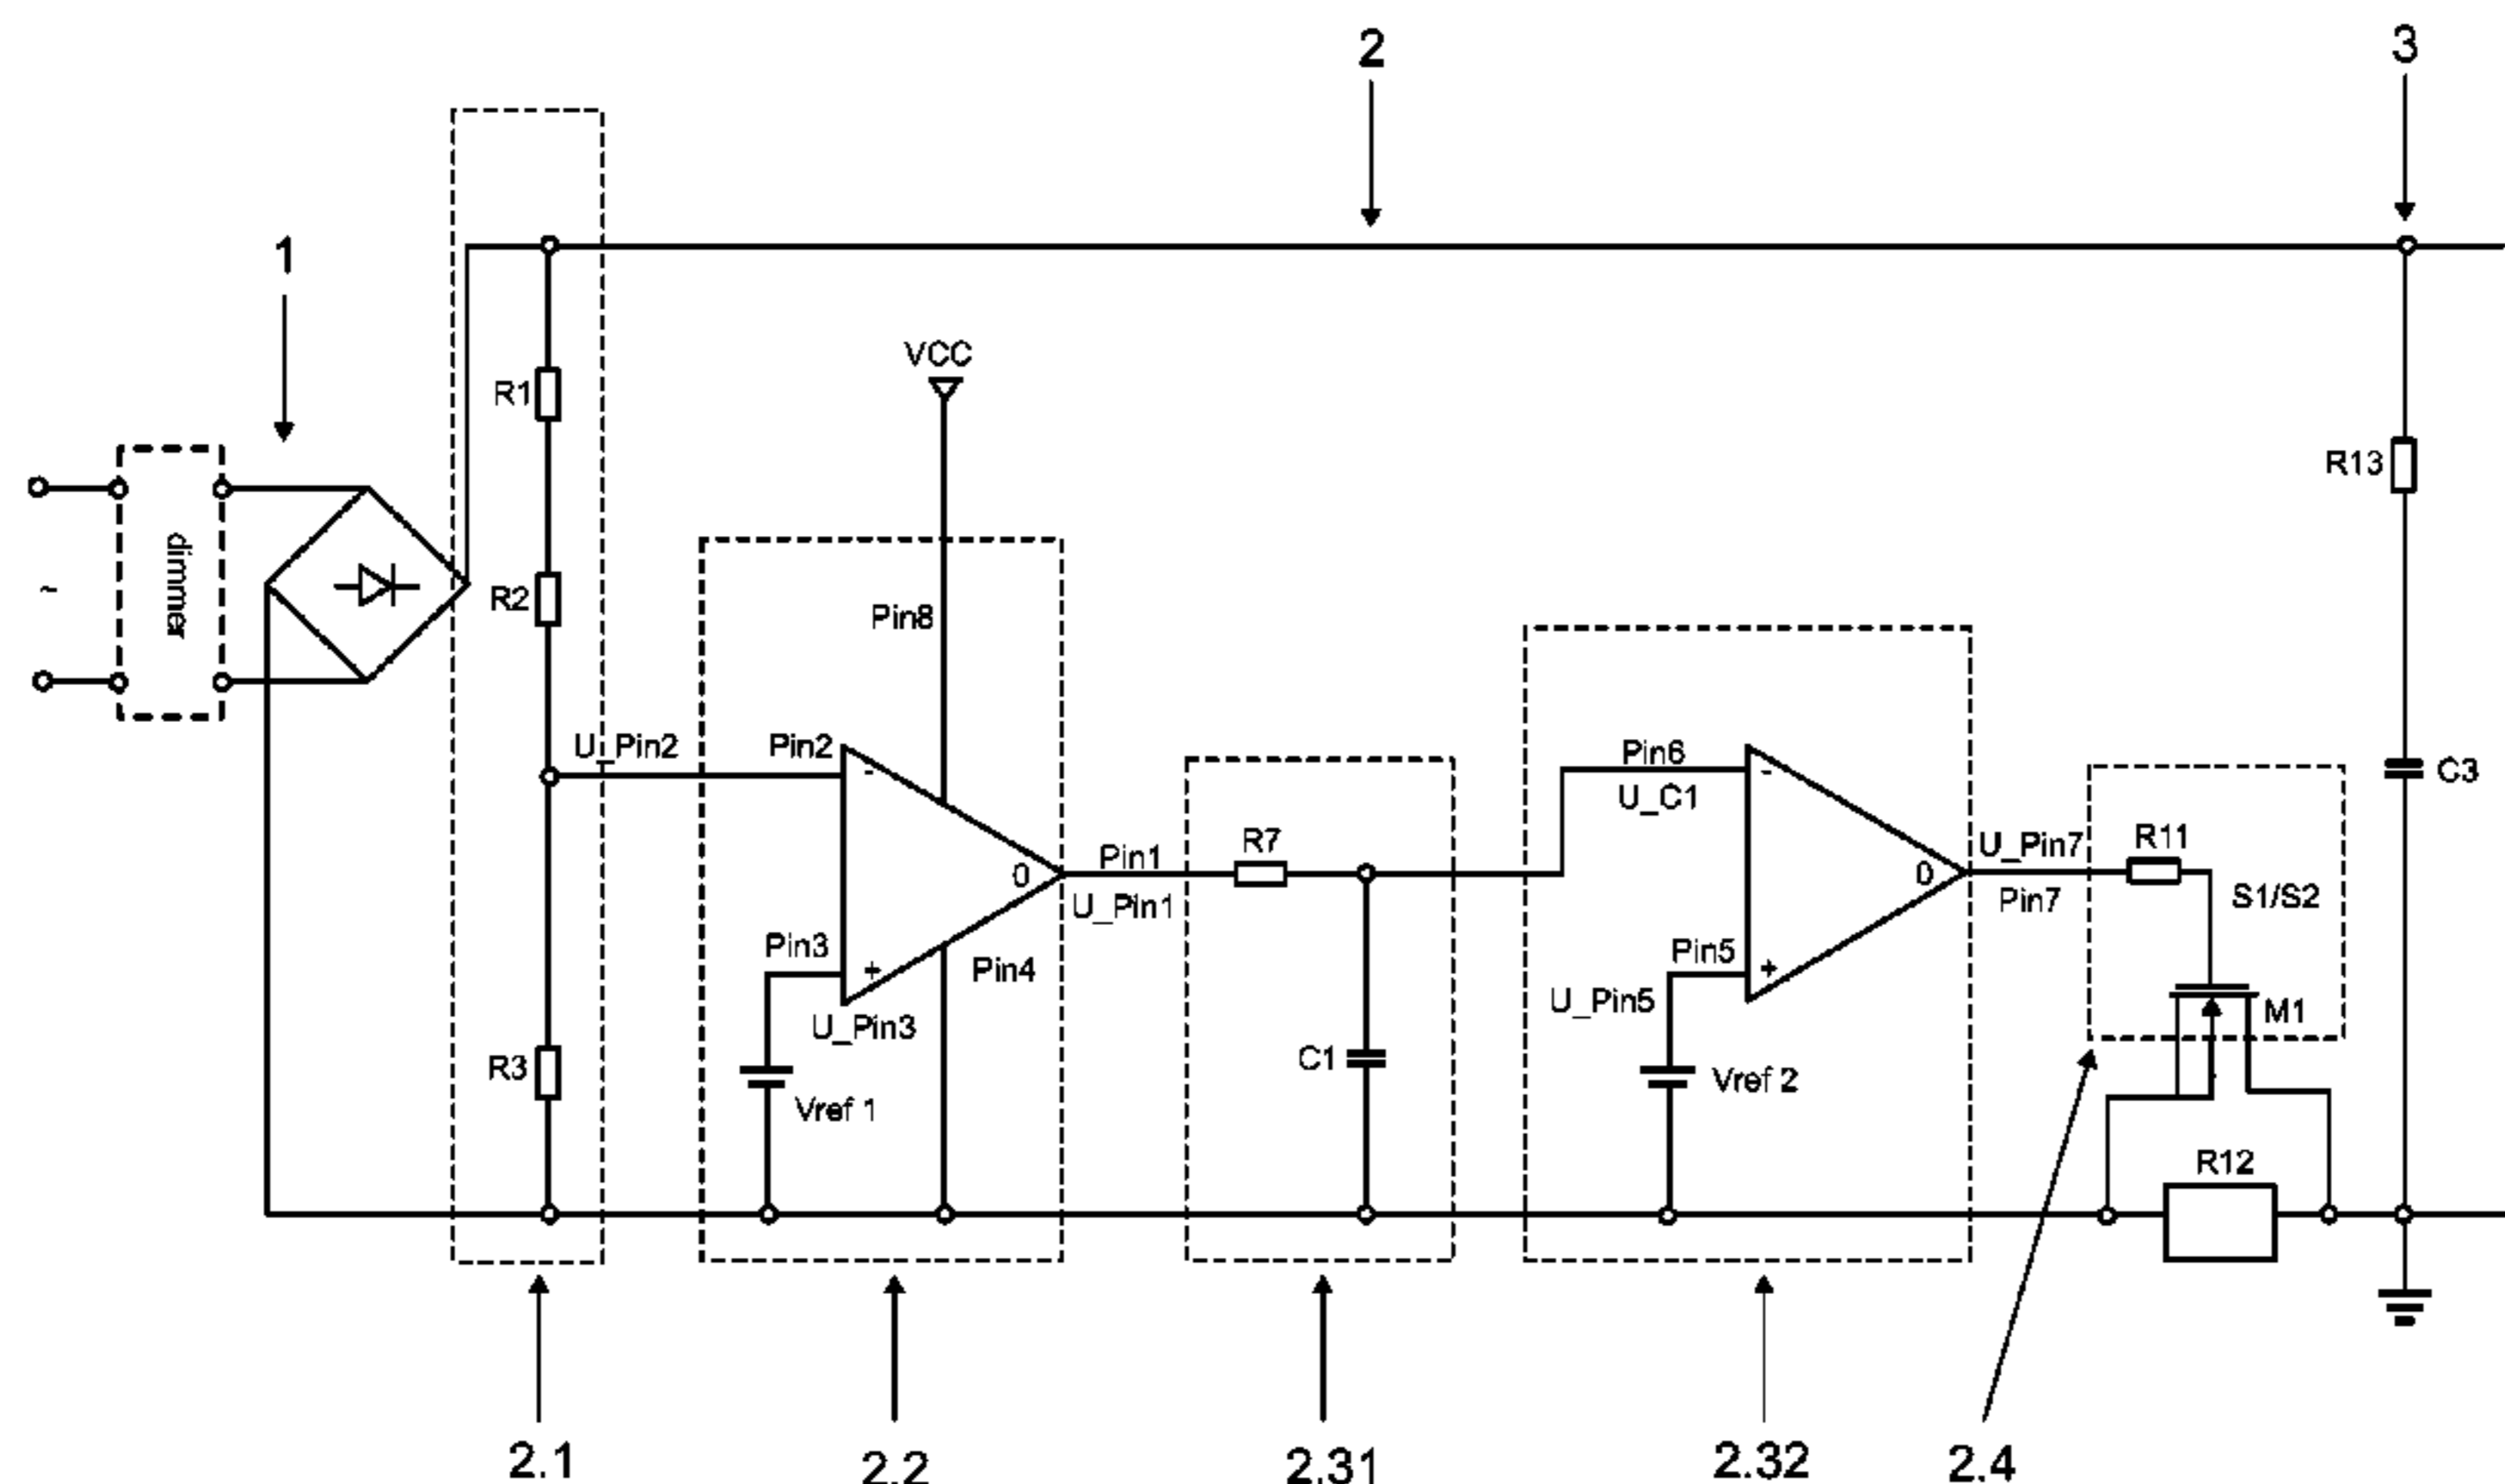 2
3
1
VCC
R1
R13
dimmer
R2
Pin8
~
U_Pin2
Pin2
-
Pin6
-
U_C1
C3
R7
R11
U_Pin7
Pin1
0
0
U_Pin1
Pin7
S1/S2
Pin3
+
Pin4
Pin5
+
U_Pin5
M1
U_Pin3
R3
C1
Vref 1
Vref 2
R12
2.1
2.2
2.31
2.32
2.4